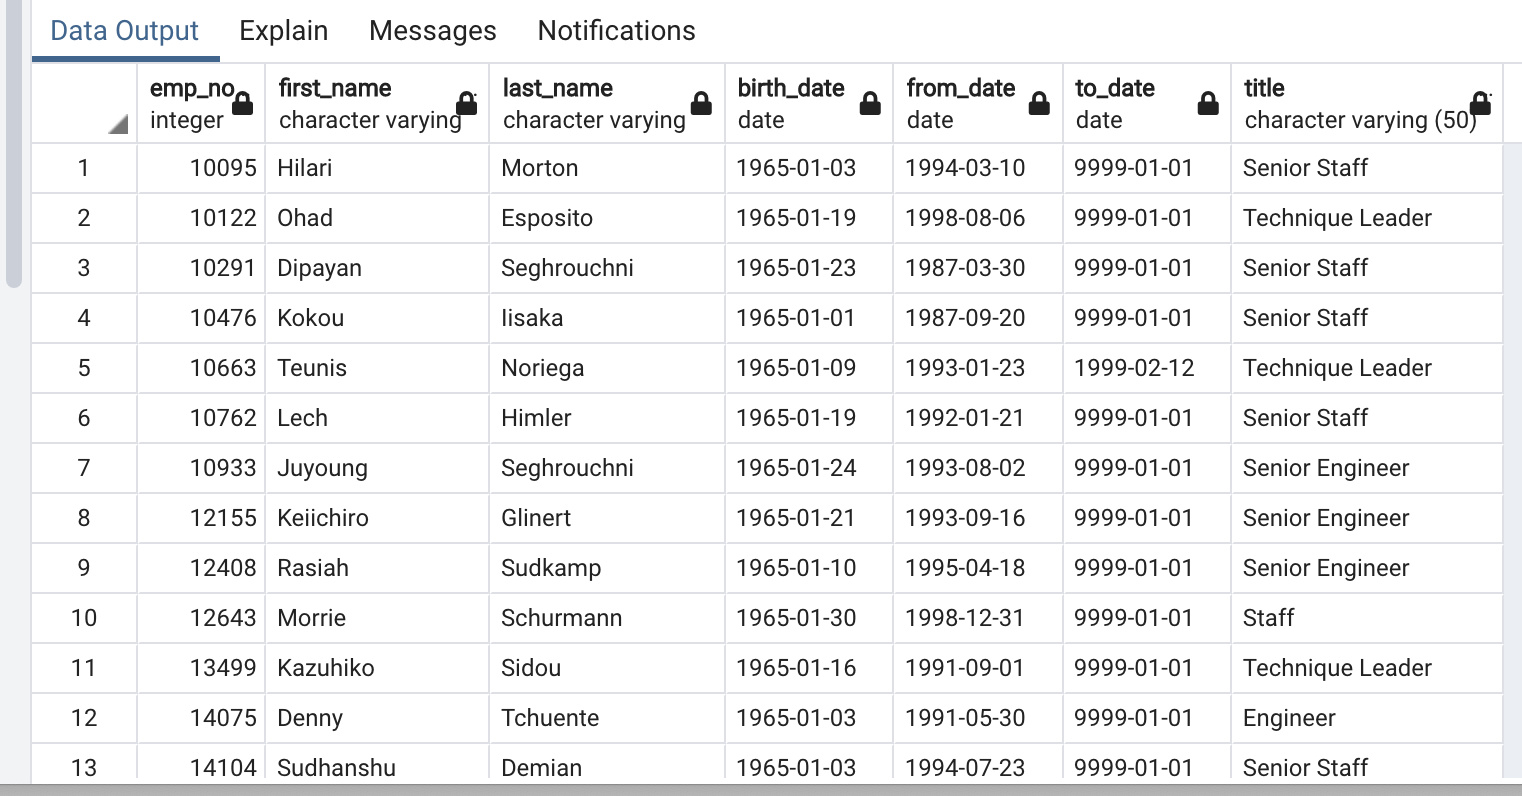 Data Output Explain Messages Notifications
emp_no first_name last_name birth_date from_date to_date title
integer character varying character varying date date date character varying (50)
1 10095 Hilari Morton 1965-01-03 1994-03-10 9999-01-01 Senior Staff
2 10122 Ohad Esposito 1965-01-19 1998-08-06 9999-01-01 Technique Leader
3 10291 Dipayan Seghrouchni 1965-01-23 1987-03-30 9999-01-01 Senior Staff
4 10476 Kokou Iisaka 1965-01-01 1987-09-20 9999-01-01 Senior Staff
5 10663 Teunis Noriega 1965-01-09 1993-01-23 1999-02-12 Technique Leader
6 10762 Lech Himler 1965-01-19 1992-01-21 9999-01-01 Senior Staff
7 10933 Juyoung Seghrouchni 1965-01-24 1993-08-02 9999-01-01 Senior Engineer
8 12155 Keiichiro Glinert 1965-01-21 1993-09-16 9999-01-01 Senior Engineer
9 12408 Rasiah Sudkamp 1965-01-10 1995-04-18 9999-01-01 Senior Engineer
10 12643 Morrie Schurmann 1965-01-30 1998-12-31 9999-01-01 Staff
11 13499 Kazuhiko Sidou 1965-01-16 1991-09-01 9999-01-01 Technique Leader
12 14075 Denny Tchuente 1965-01-03 1991-05-30 9999-01-01 Engineer
13 14104 Sudhanshu Demian 1965-01-03 1994-07-23 9999-01-01 Senior Staff